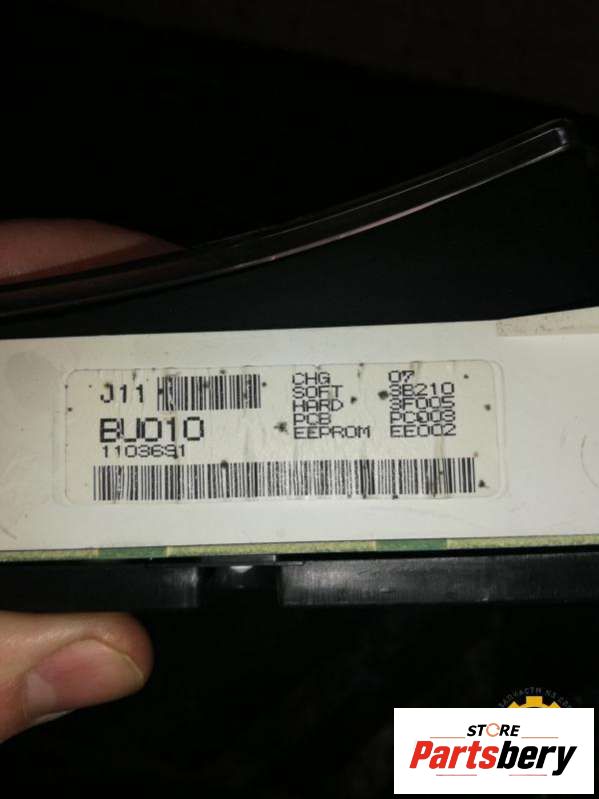 J11
BU010
1103691
CHG 07
SOFT 3B210
HARD 3F005
PCB PC003
EEPROM EE002
STORE
Partsbery